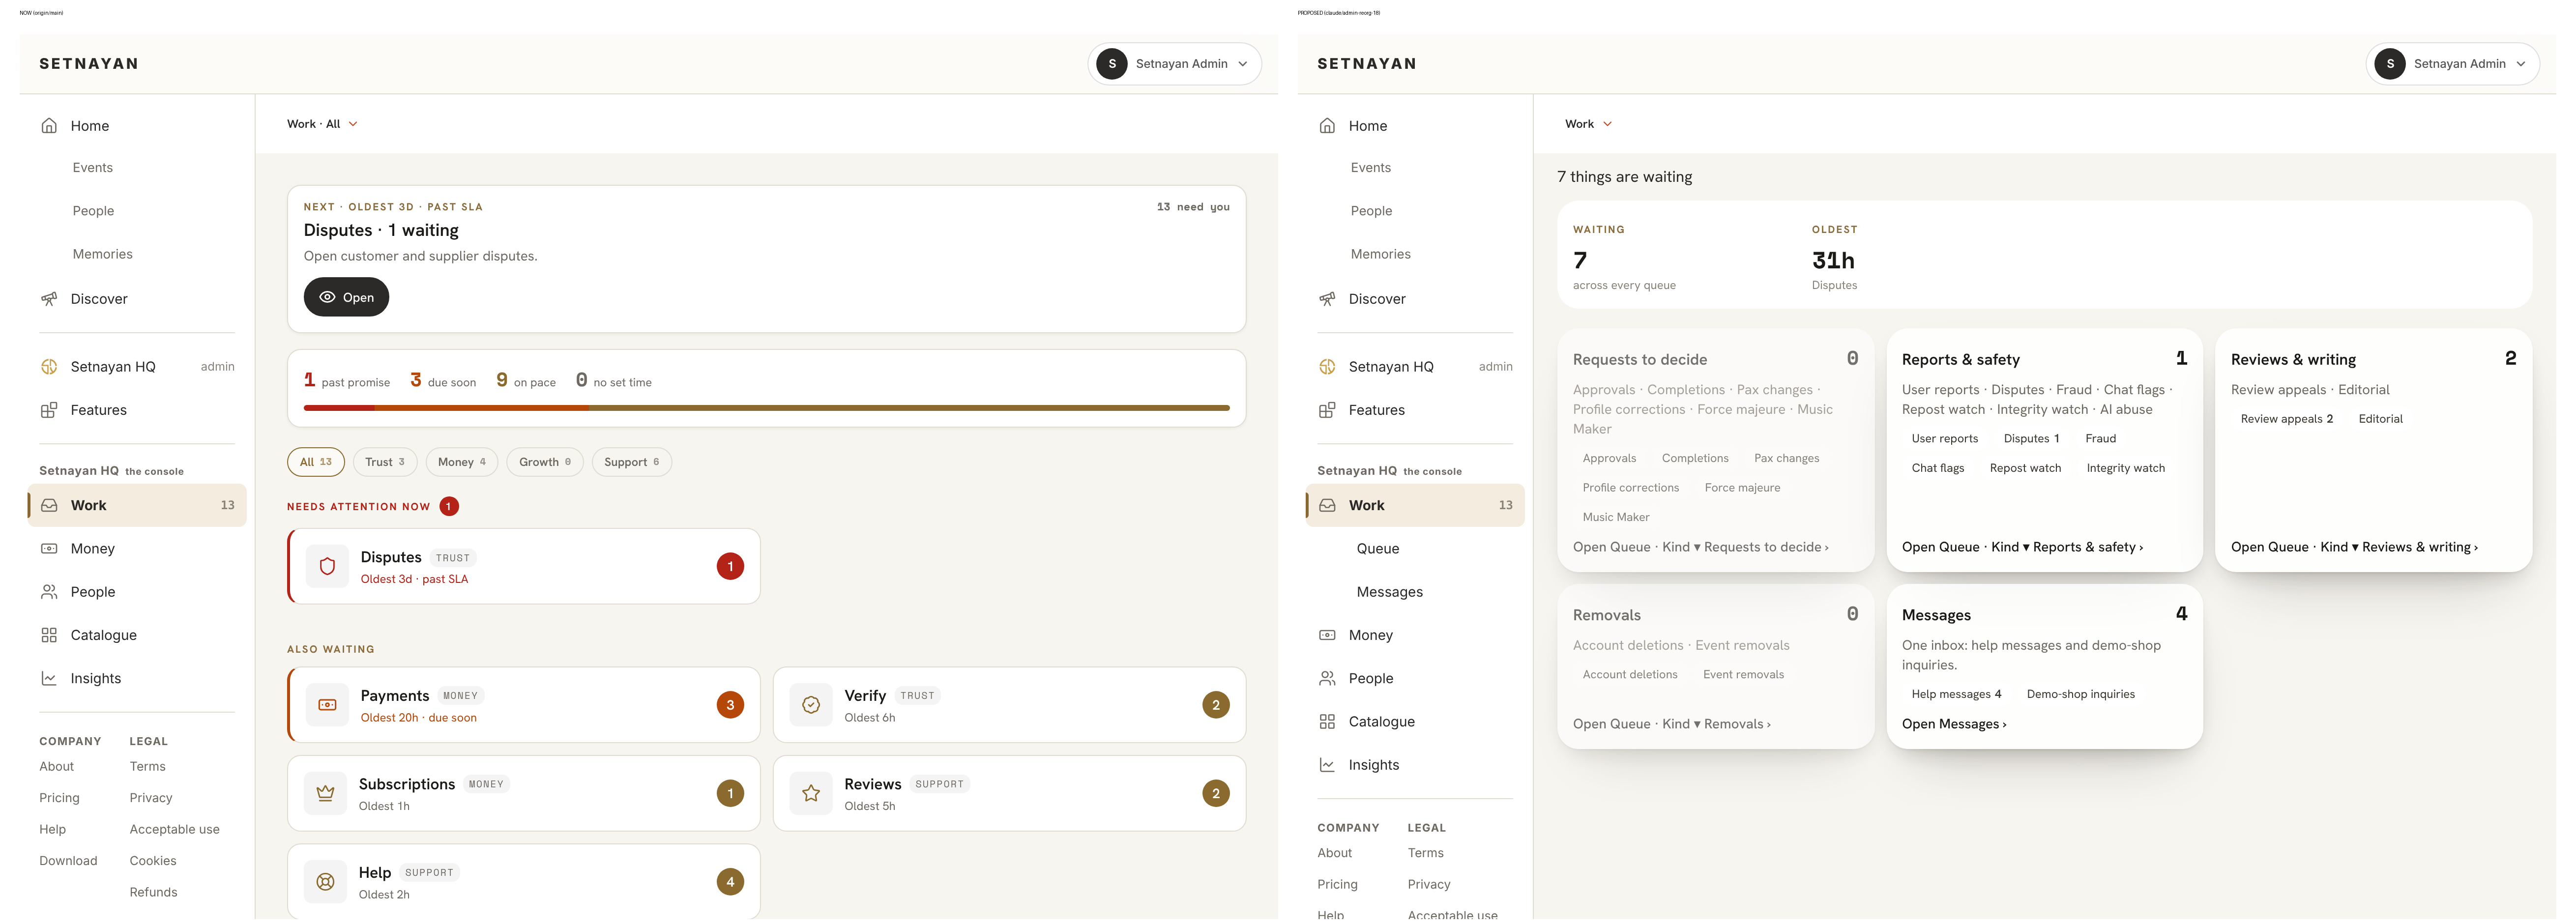 NOW (origin/main)
SETNAYAN
S Setnayan Admin
Home
Events
People
Memories
Discover
Setnayan HQ admin
Features
Setnayan HQ the console
Work 13
Money
People
Catalogue
Insights
COMPANY LEGAL
About Terms
Pricing Privacy
Help Acceptable use
Download Cookies
Refunds
Work · All
NEXT · OLDEST 3D · PAST SLA 13 need you
Disputes · 1 waiting
Open customer and supplier disputes.
Open
1 past promise 3 due soon 9 on pace 0 no set time
All 13 Trust 3 Money 4 Growth 0 Support 6
NEEDS ATTENTION NOW 1
Disputes TRUST 1
Oldest 3d · past SLA
ALSO WAITING
Payments MONEY 3
Oldest 20h · due soon
Verify TRUST 2
Oldest 6h
Subscriptions MONEY 1
Oldest 1h
Reviews SUPPORT 2
Oldest 5h
Help SUPPORT 4
Oldest 2h
PROPOSED (claude/admin-reorg-18)
SETNAYAN
S Setnayan Admin
Home
Events
People
Memories
Discover
Setnayan HQ admin
Features
Setnayan HQ the console
Work 13
Queue
Messages
Money
People
Catalogue
Insights
COMPANY LEGAL
About Terms
Pricing Privacy
Help Acceptable use
Work
7 things are waiting
WAITING
7
across every queue
OLDEST
31h
Disputes
Requests to decide 0
Approvals · Completions · Pax changes ·
Profile corrections · Force majeure · Music
Maker
Approvals Completions Pax changes
Profile corrections Force majeure
Music Maker
Open Queue · Kind ▾ Requests to decide ›
Reports & safety 1
User reports · Disputes · Fraud · Chat flags ·
Repost watch · Integrity watch · AI abuse
User reports Disputes 1 Fraud
Chat flags Repost watch Integrity watch
Open Queue · Kind ▾ Reports & safety ›
Reviews & writing 2
Review appeals · Editorial
Review appeals 2 Editorial
Open Queue · Kind ▾ Reviews & writing ›
Removals 0
Account deletions · Event removals
Account deletions Event removals
Open Queue · Kind ▾ Removals ›
Messages 4
One inbox: help messages and demo-shop
inquiries.
Help messages 4 Demo-shop inquiries
Open Messages ›